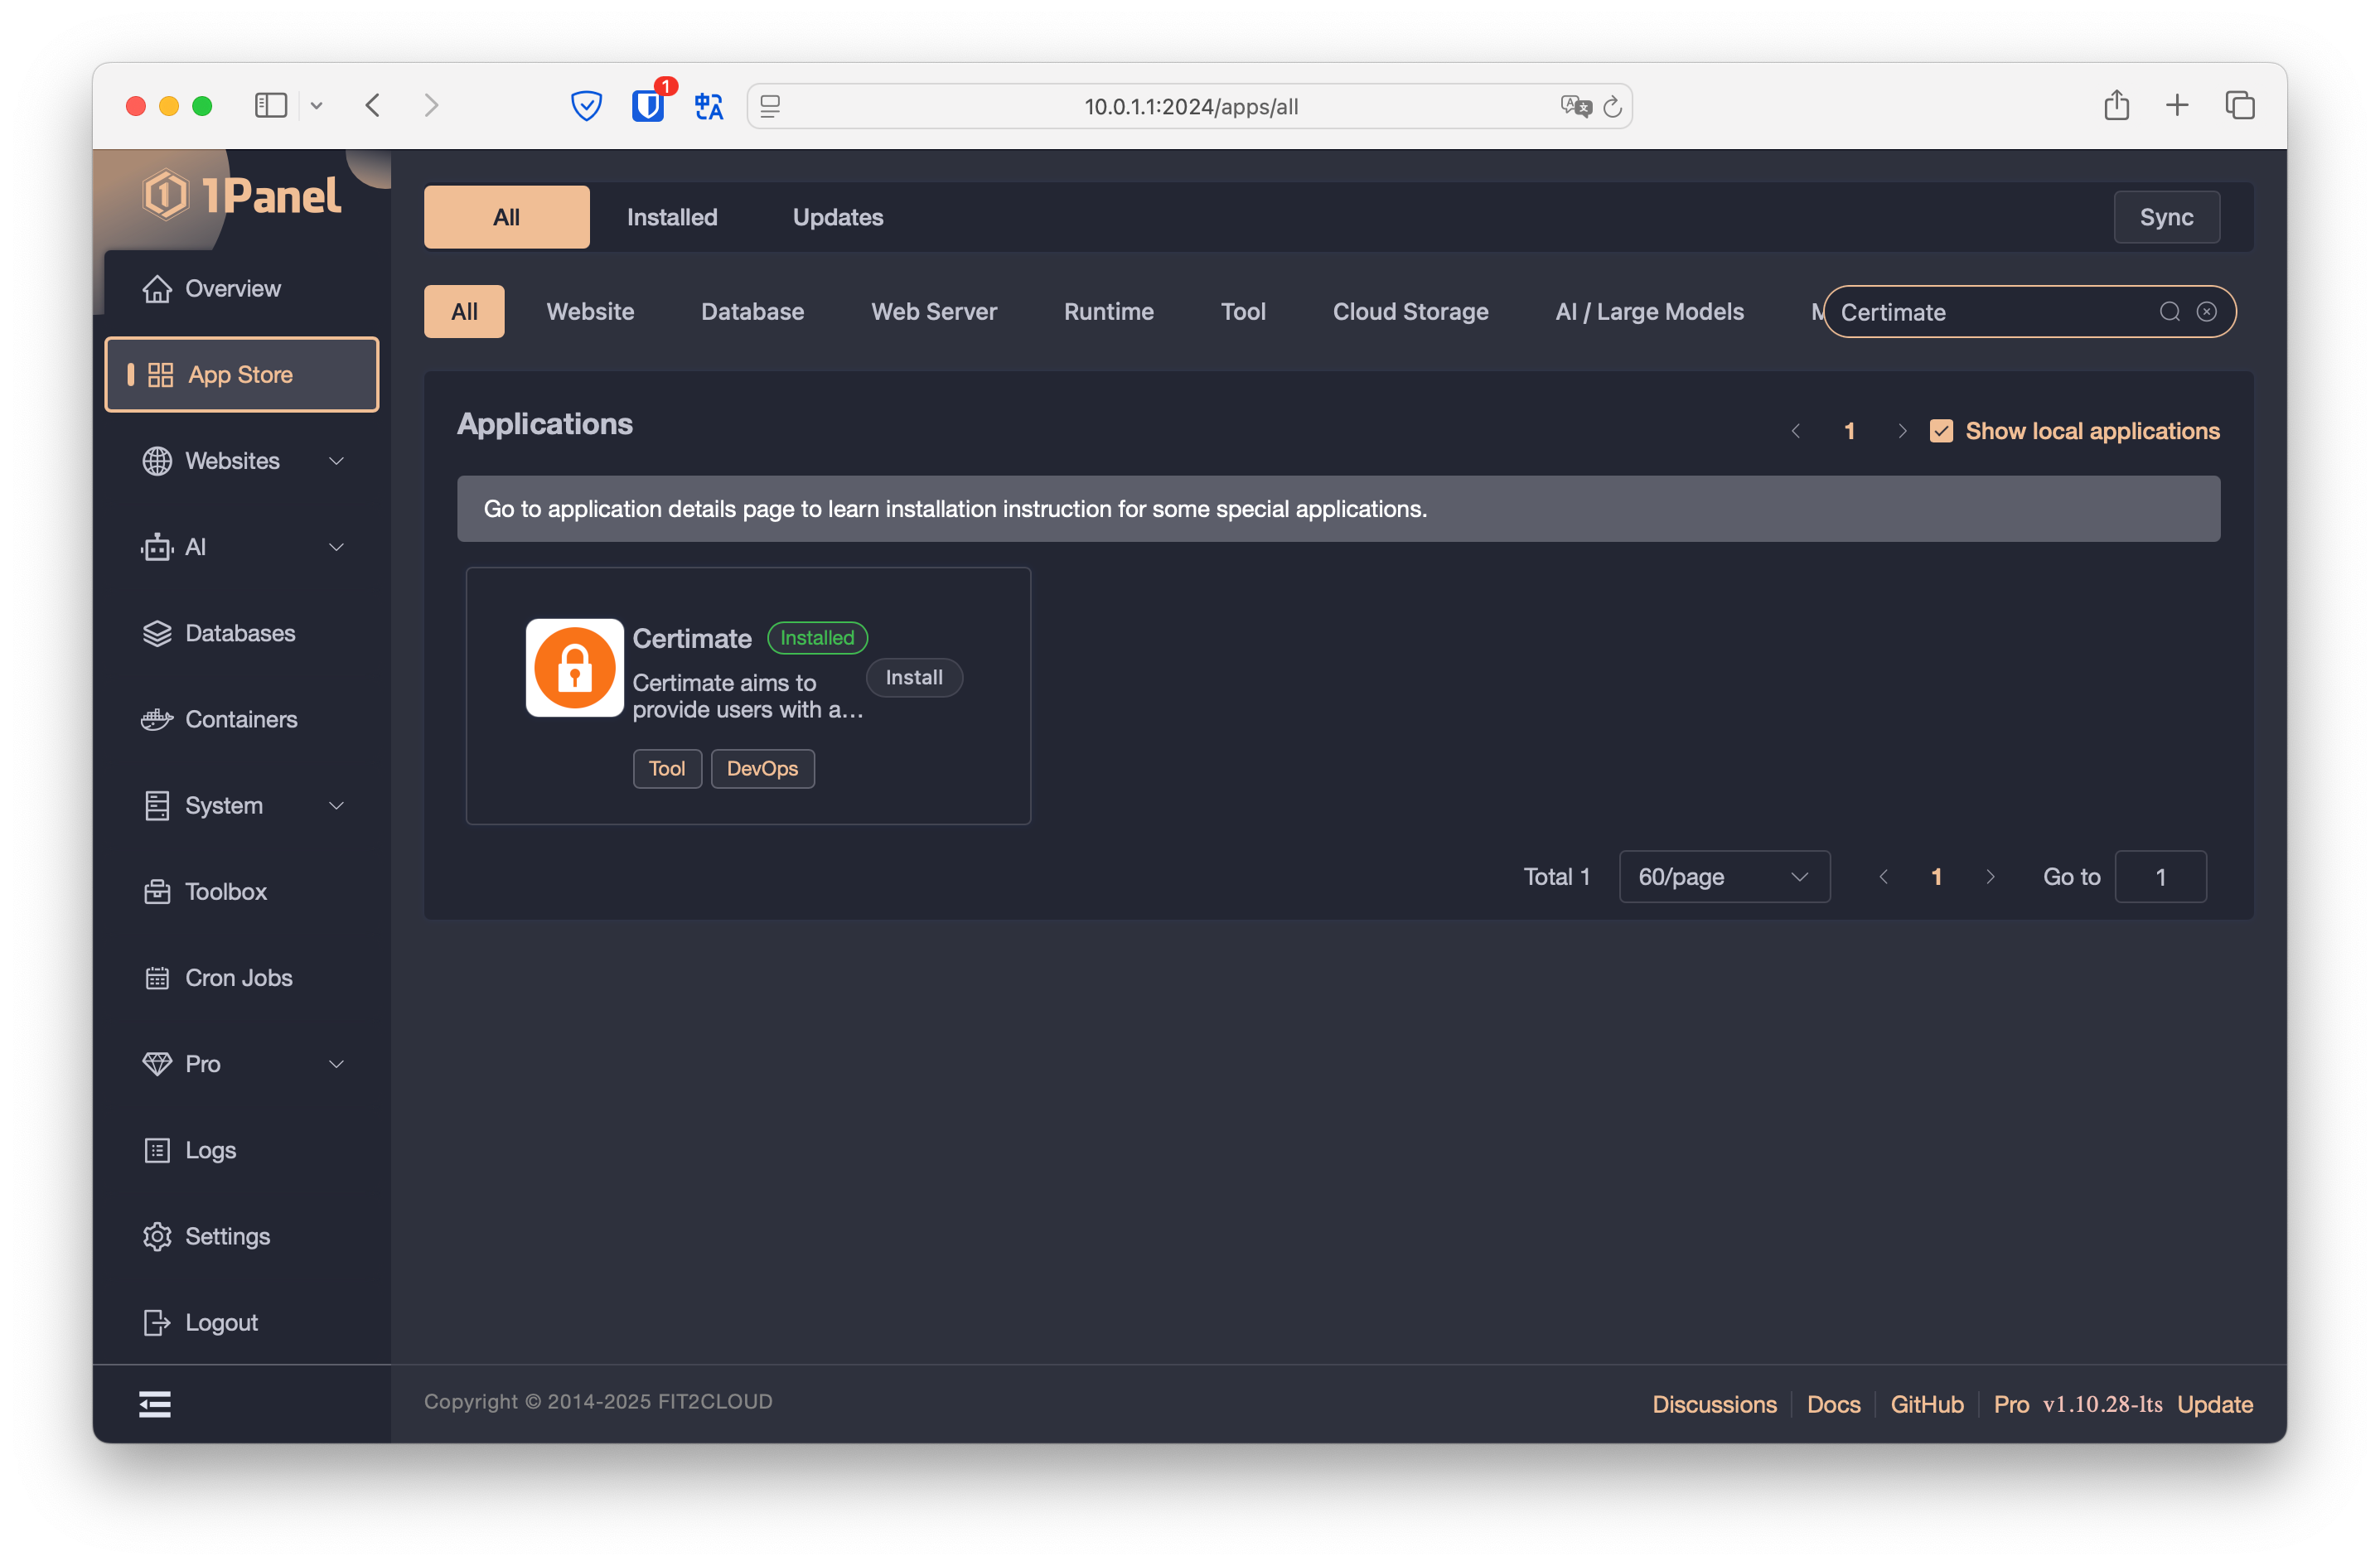 1
10.0.1.1:2024/apps/all
1Panel
Overview
App Store
Websites
AI
Databases
Containers
System
Toolbox
Cron Jobs
Pro
Logs
Settings
Logout
All Installed Updates Sync
All Website Database Web Server Runtime Tool Cloud Storage AI / Large Models Certimate
Applications
1 Show local applications
Go to application details page to learn installation instruction for some special applications.
Certimate Installed
Certimate aims to
provide users with a...
Install
Tool DevOps
Total 1 60/page 1 Go to 1
Copyright © 2014-2025 FIT2CLOUD
Discussions Docs GitHub Pro v1.10.28-lts Update